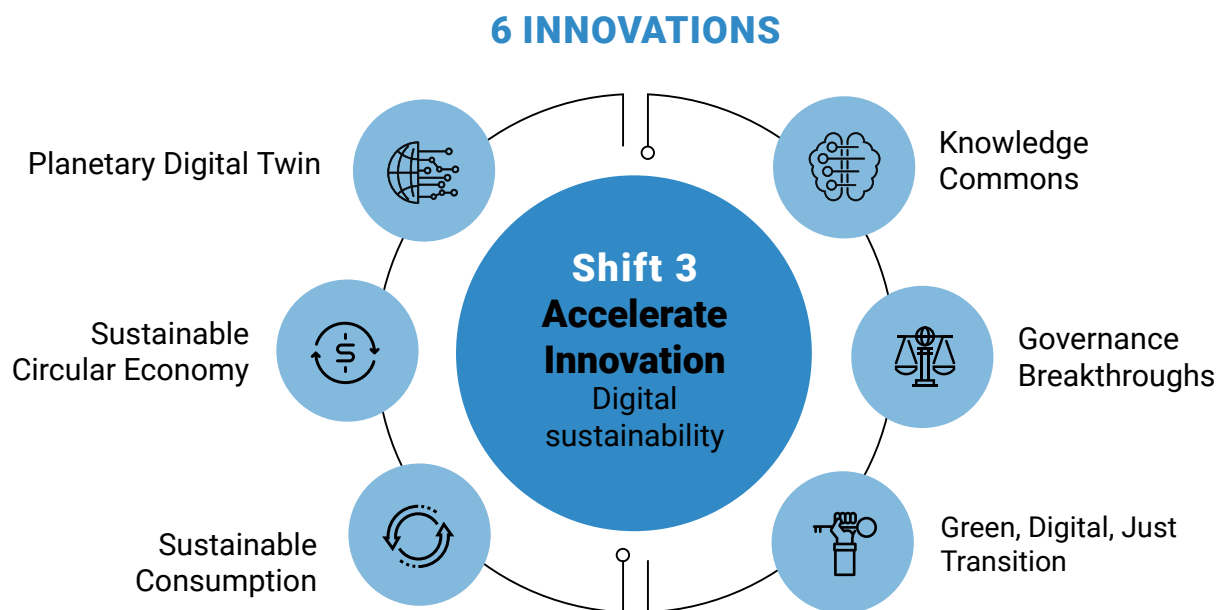 6 INNOVATIONS
Planetary Digital Twin
Knowledge
Commons
Shift 3
Accelerate
Innovation
Digital
sustainability
Sustainable
Circular Economy
Governance
Breakthroughs
Sustainable
Consumption
Green, Digital, Just
Transition